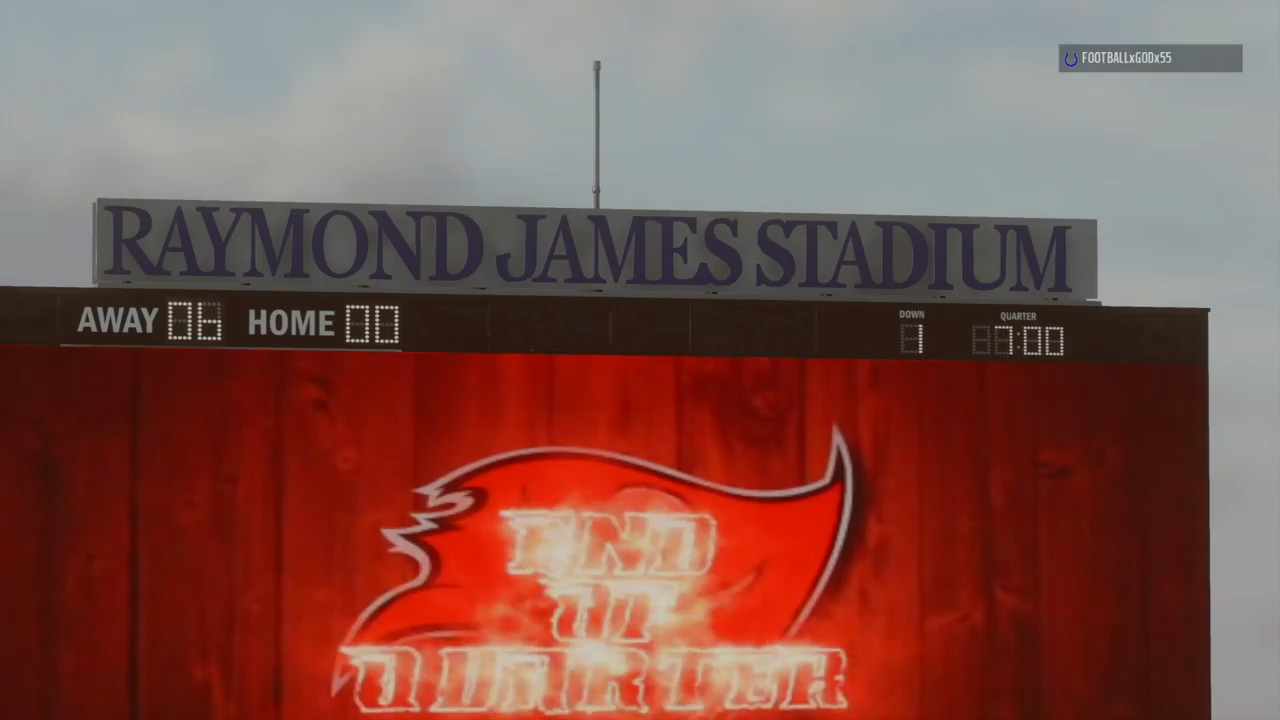 FOOTBALLxGODx55
RAYMOND JAMES STADIUM
AWAY 06 HOME 00
DOWN
1
QUARTER
7:00
END
OF
QUARTER